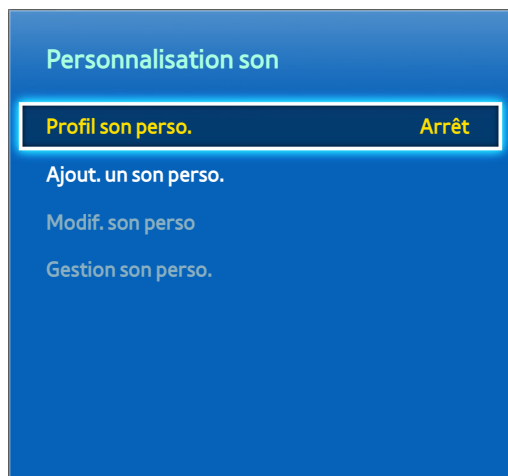 Personnalisation son
Profil son perso. Arrêt
Ajout. un son perso.
Modif. son perso
Gestion son perso.